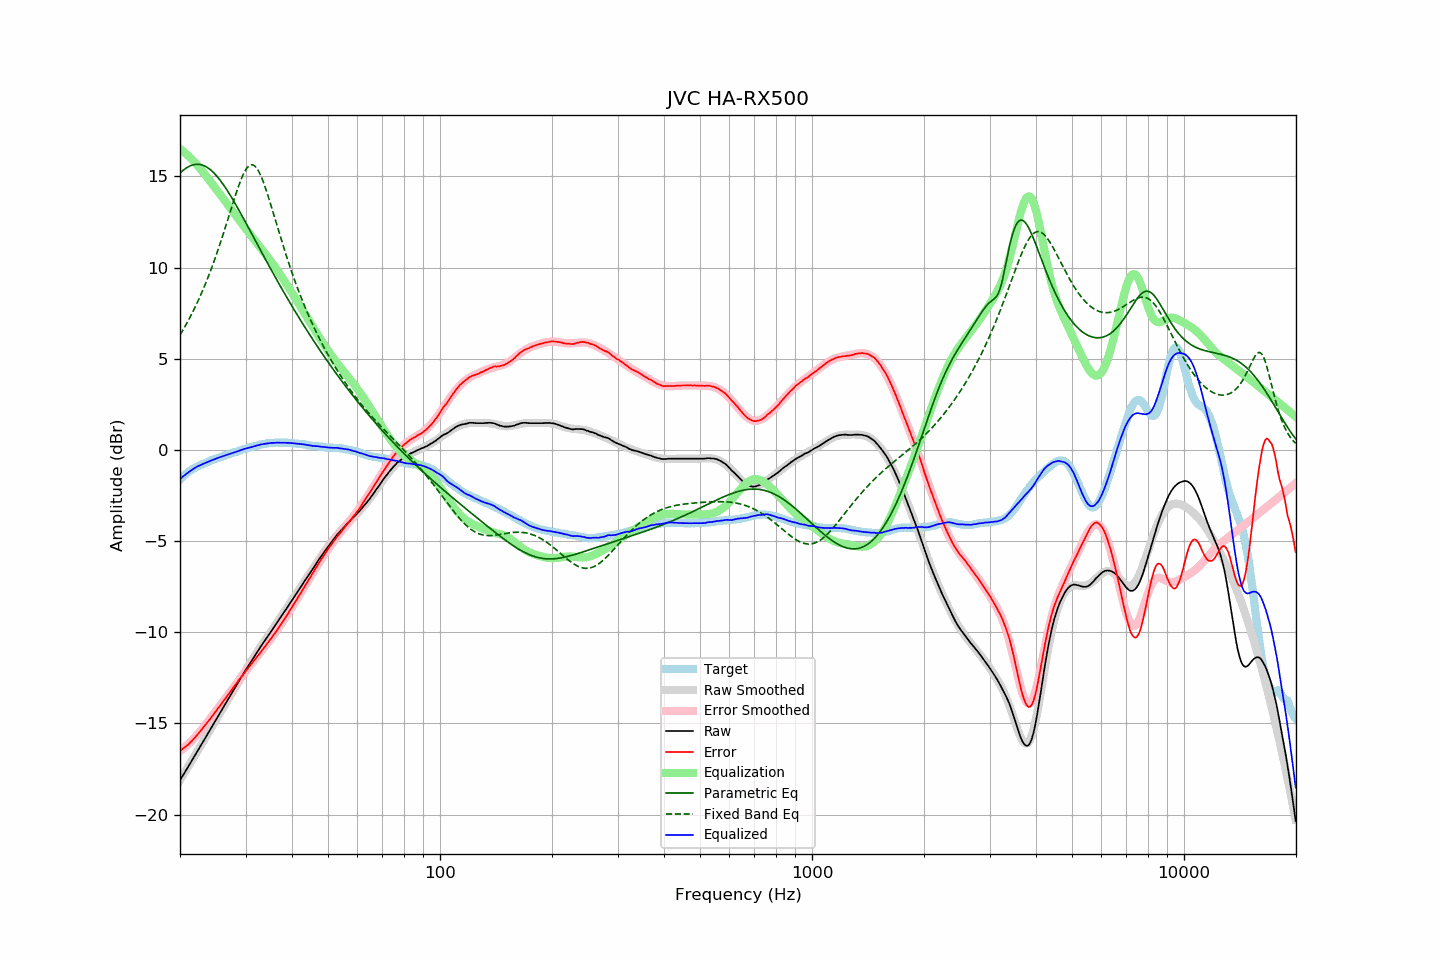 JVC HA-RX500
Amplitude (dBr)
15
10
5
0
−5
−10
−15
−20
Target
Raw Smoothed
Error Smoothed
Raw
Error
Equalization
Parametric Eq
Fixed Band Eq
Equalized
100
1000
10000
Frequency (Hz)